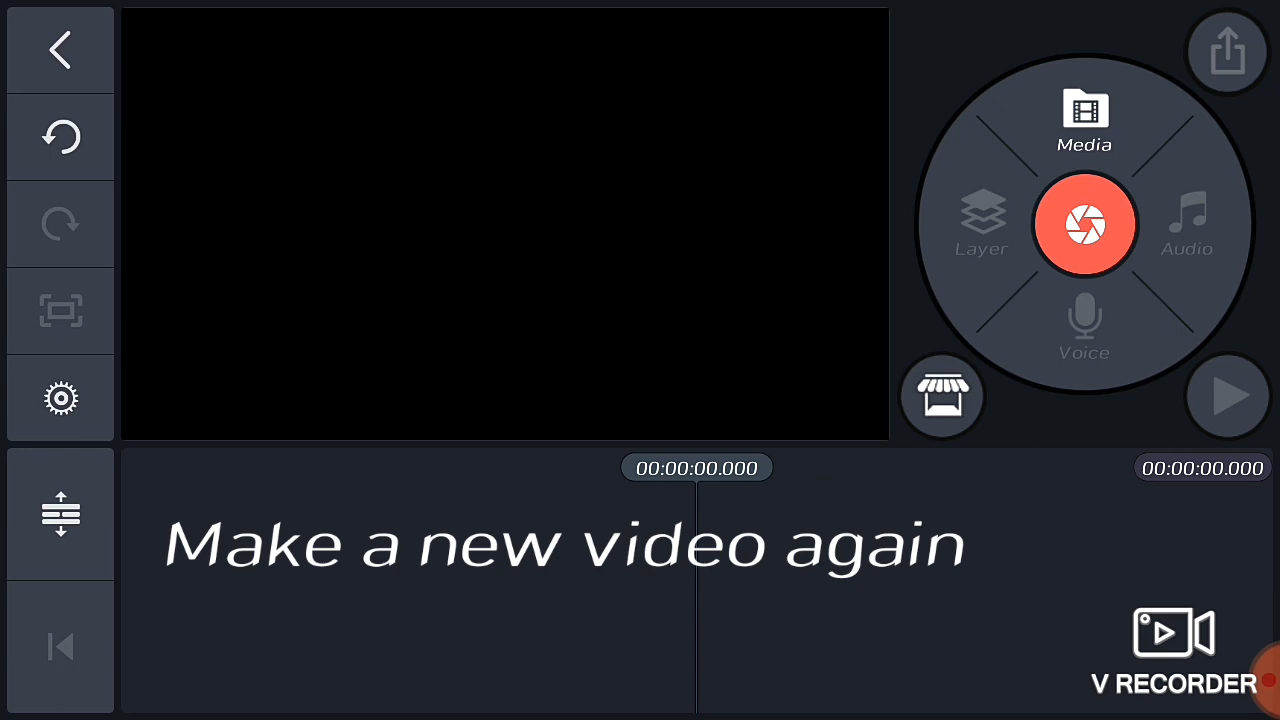 Media
Layer
Audio
Voice
00:00:00.000
00:00:00.000
Make a new video again
V RECORDER